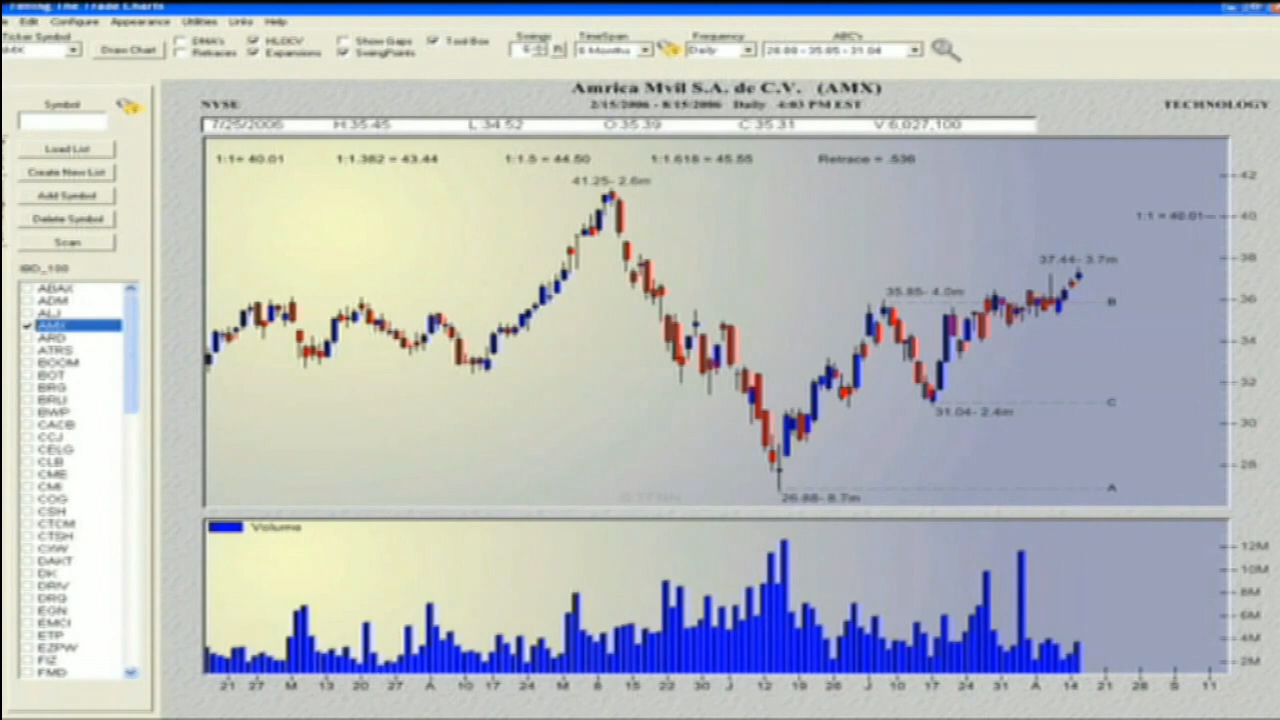 Timing The Trade Charts
Edit Configure Appearance Utilities Links Help
Ticker Symbol
AMX
Draw Chart
DMA's
HLOCV
Show Gaps
Tool Box
Retraces
Expansions
SwingPoints
Swings
TimeSpan
6 Months
Frequency
Daily
ABC's
26.88 - 35.85 - 31.04
Amrica Mvil S.A. de C.V. (AMX)
NYSE
2/15/2006 - 8/15/2006 Daily 4:03 PM EST
TECHNOLOGY
7/25/2006 H:35.45 L:34.52 O:35.39 C:35.31 V:6,027,100
1:1= 40.01 1:1.382 = 43.44 1:1.5 = 44.50 1:1.618 = 45.55 Retrace = .536
41.25- 2.6m
37.44- 3.7m
35.85- 4.0m
31.04- 2.4m
26.88- 8.7m
1:1 = 40.01
B
C
A
42
40
38
36
34
32
30
28
Volume
12M
10M
8M
6M
4M
2M
21 27 M 13 20 27 A 10 17 24 M 8 15 22 30 J 12 19 26 J 10 17 24 31 A 14 21 28 S 11
Symbol
Load List
Create New List
Add Symbol
Delete Symbol
Scan
IBD_100
ABAX
ADM
ALJ
AMX
ARD
ATRS
BOOM
BOT
BRG
BRLI
BWP
CACB
CCJ
CELG
CLB
CME
CMI
COG
CSH
CTCM
CTSH
CXW
DAKT
DK
DRIV
DRQ
EGN
EMCI
ETP
EZPW
FIZ
FMD